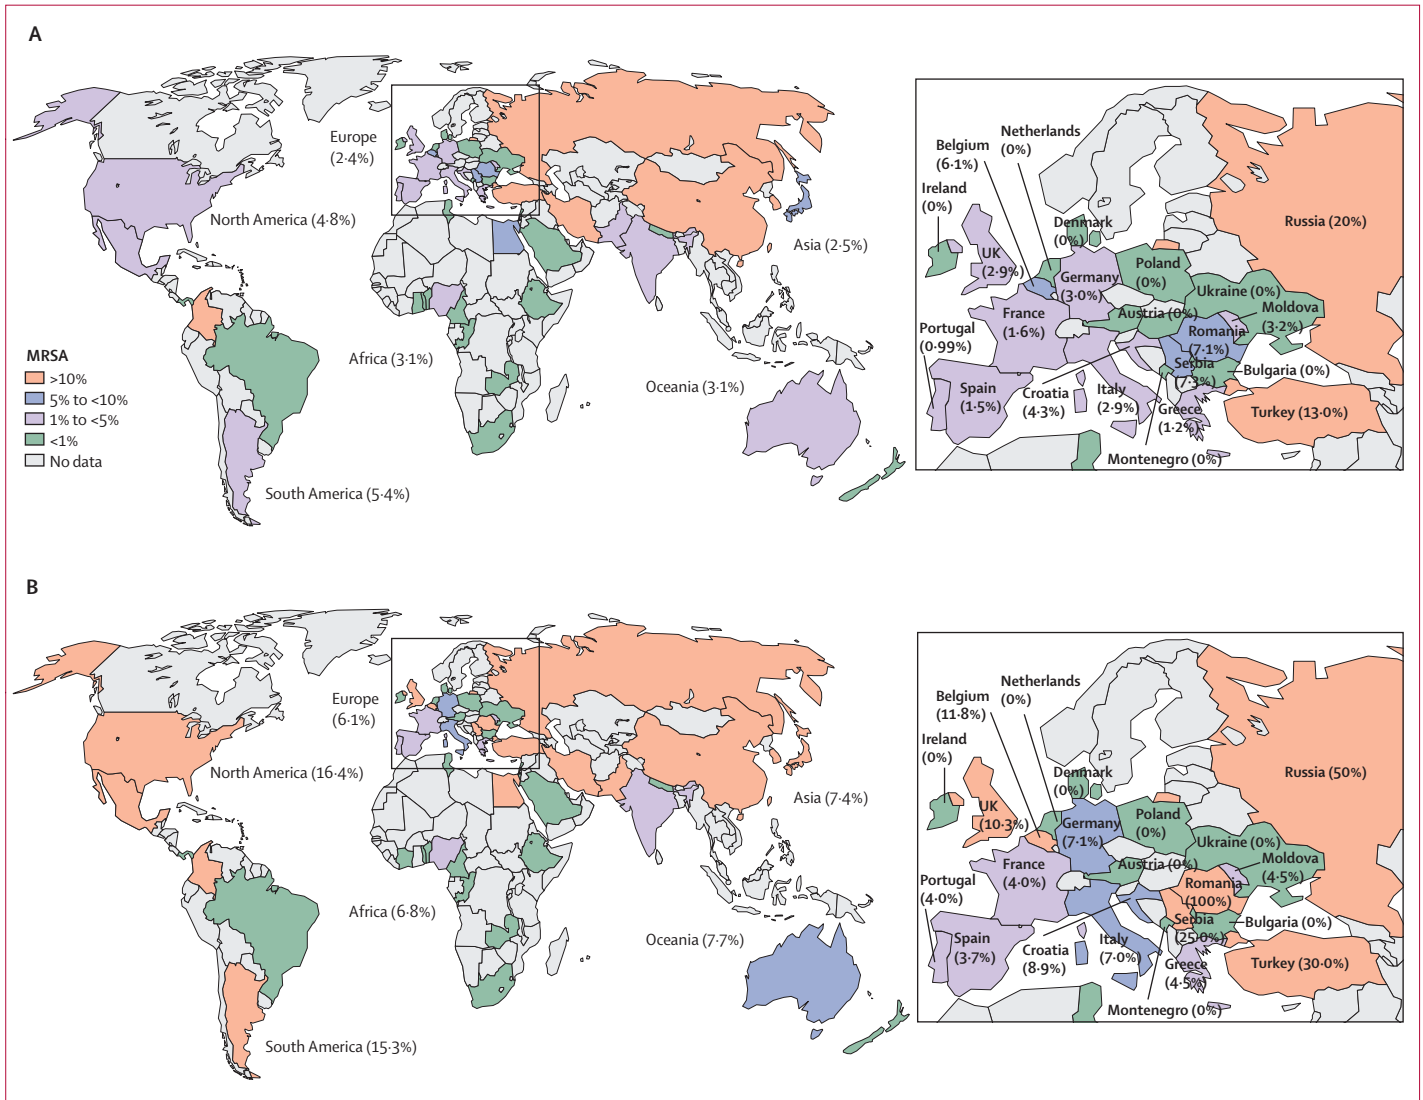 A
Europe
(2·4%)
North America (4·8%)
Asia (2·5%)
Africa (3·1%)
Oceania (3·1%)
South America (5·4%)
MRSA
>10%
5% to <10%
1% to <5%
<1%
No data
Netherlands
(0%)
Belgium
(6·1%)
Ireland
(0%)
Denmark
(0%)
Russia (20%)
UK
(2·9%)
Germany
(3·0%)
Poland
(0%)
Ukraine (0%)
France
(1·6%)
Austria (0%)
Moldova
(3·2%)
Portugal
(0·99%)
Romania
(7·1%)
Serbia
(7·3%)
Bulgaria (0%)
Spain
(1·5%)
Croatia
(4·3%)
Italy
(2·9%)
Greece
(1·2%)
Turkey (13·0%)
Montenegro (0%)
B
Europe
(6·1%)
North America (16·4%)
Asia (7·4%)
Africa (6·8%)
Oceania (7·7%)
South America (15·3%)
Netherlands
(0%)
Belgium
(11·8%)
Ireland
(0%)
Denmark
(0%)
Russia (50%)
UK
(10·3%)
Germany
(7·1%)
Poland
(0%)
Ukraine (0%)
France
(4·0%)
Austria (0%)
Moldova
(4·5%)
Portugal
(4·0%)
Romania
(100%)
Serbia
(25·0%)
Bulgaria (0%)
Spain
(3·7%)
Croatia
(8·9%)
Italy
(7·0%)
Greece
(4·5%)
Turkey (30·0%)
Montenegro (0%)